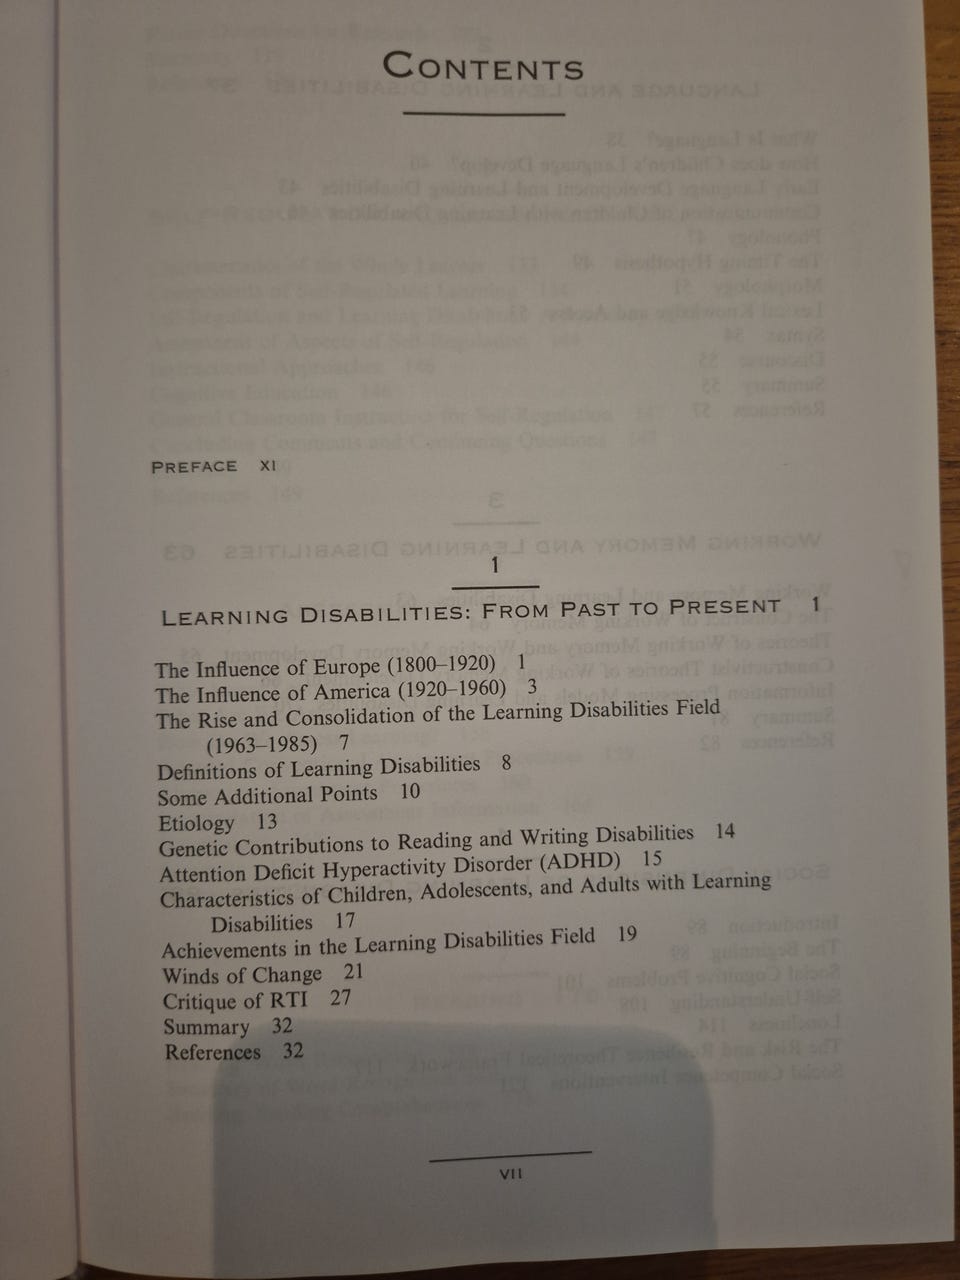 CONTENTS
PREFACE XI
1
LEARNING DISABILITIES: FROM PAST TO PRESENT 1
The Influence of Europe (1800–1920) 1
The Influence of America (1920–1960) 3
The Rise and Consolidation of the Learning Disabilities Field
(1963–1985) 7
Definitions of Learning Disabilities 8
Some Additional Points 10
Etiology 13
Genetic Contributions to Reading and Writing Disabilities 14
Attention Deficit Hyperactivity Disorder (ADHD) 15
Characteristics of Children, Adolescents, and Adults with Learning
Disabilities 17
Achievements in the Learning Disabilities Field 19
Winds of Change 21
Critique of RTI 27
Summary 32
References 32
VII